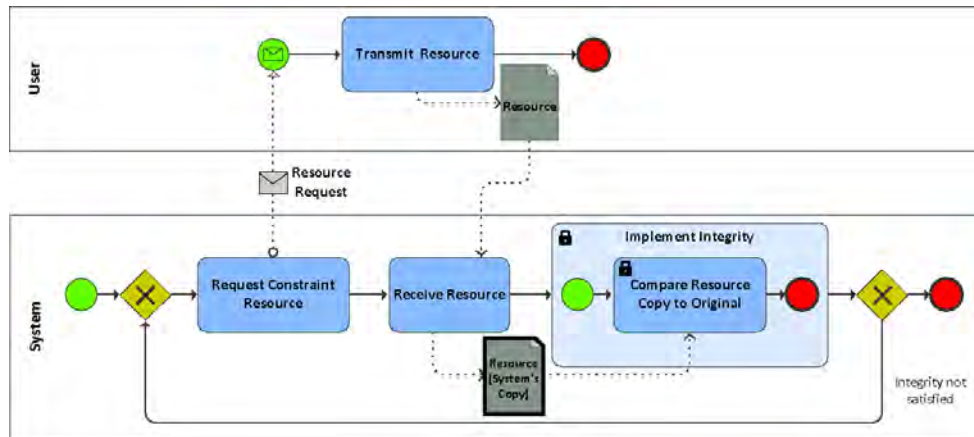 User
Transmit Resource
Resource
Resource
Request
System
Implement Integrity
Request Constraint
Resource
Receive Resource
Compare Resource
Copy to Original
Resource
[System's
Copy]
Integrity not
satisfied